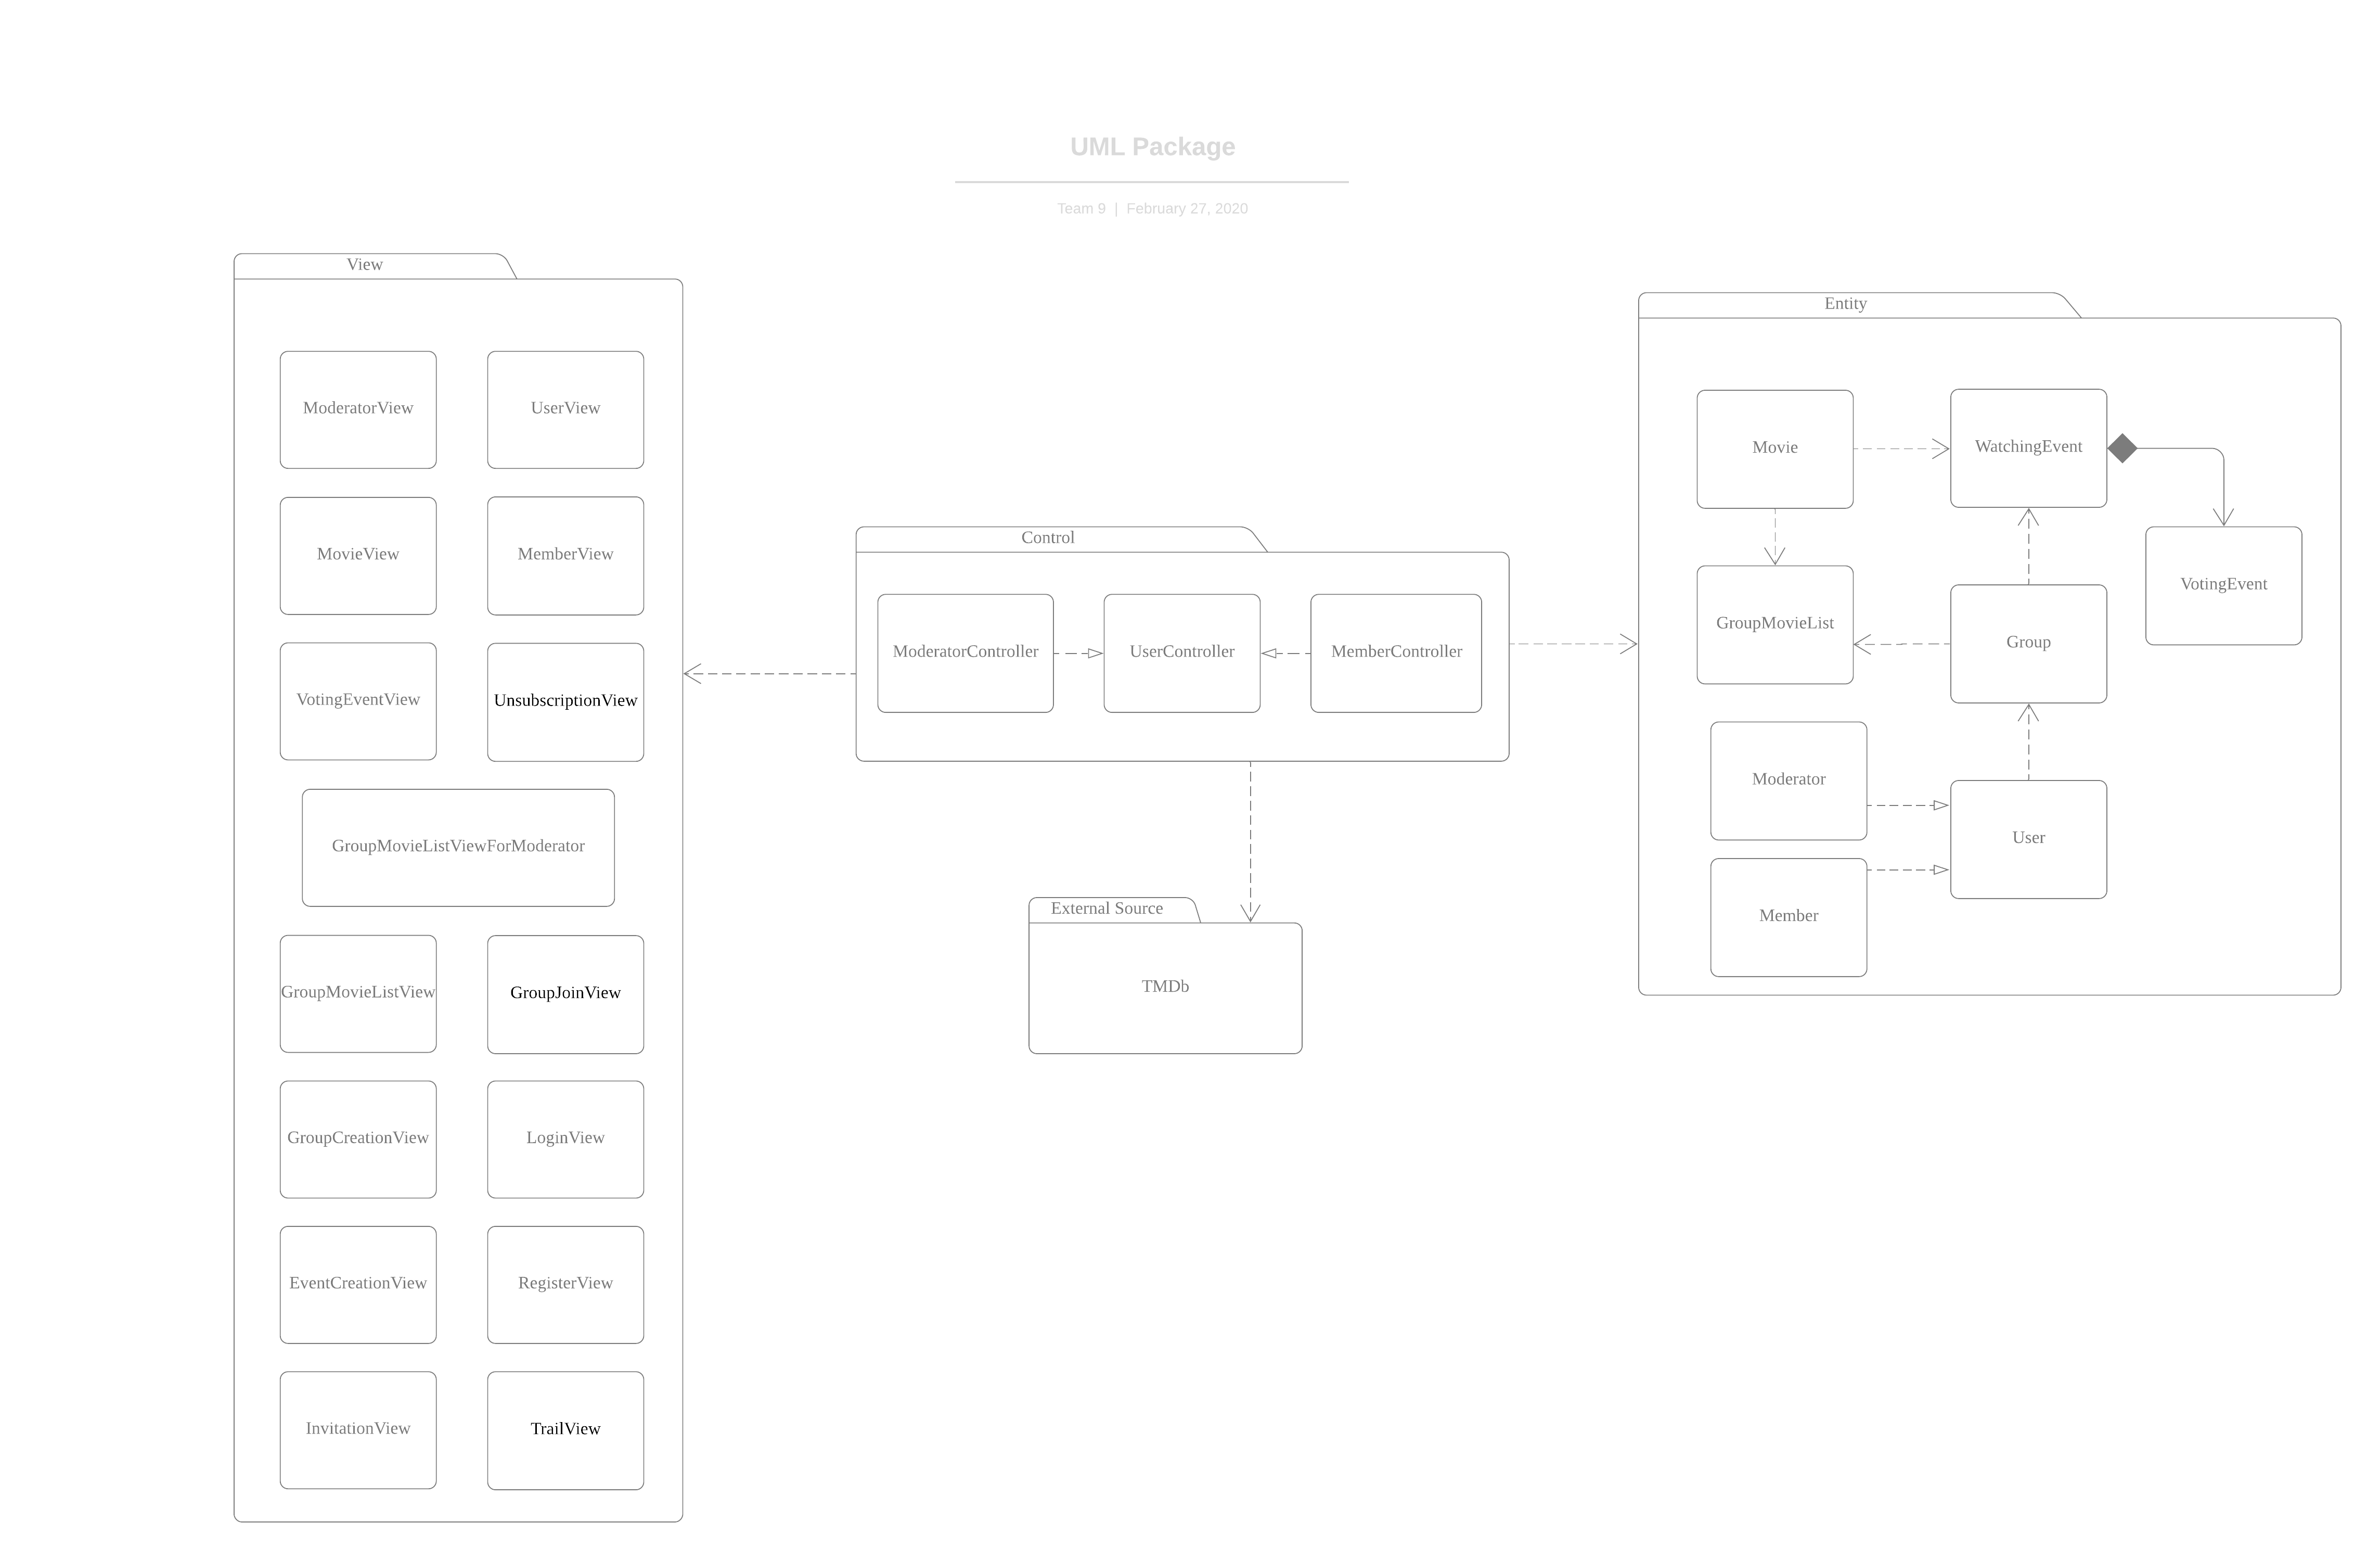 UML Package
Team 9 | February 27, 2020
View
ModeratorView
UserView
MovieView
MemberView
VotingEventView
UnsubscriptionView
GroupMovieListViewForModerator
GroupMovieListView
GroupJoinView
GroupCreationView
LoginView
EventCreationView
RegisterView
InvitationView
TrailView
Control
ModeratorController
UserController
MemberController
External Source
TMDb
Entity
Movie
WatchingEvent
VotingEvent
GroupMovieList
Group
Moderator
User
Member